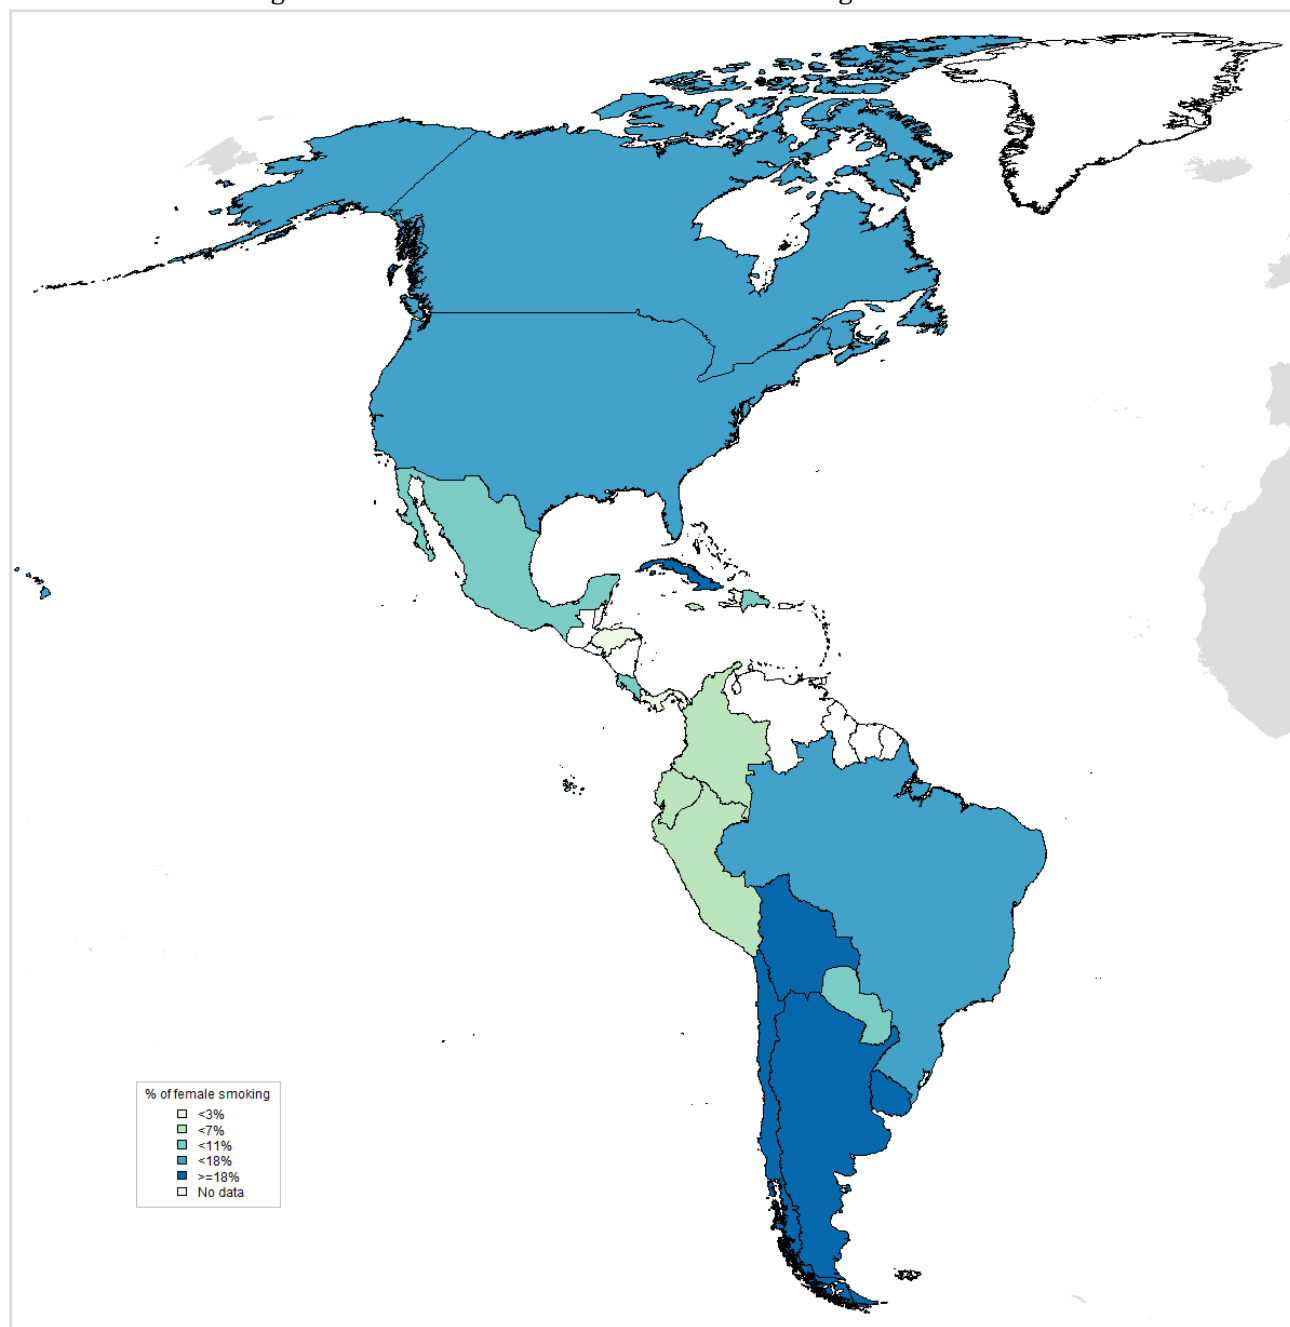 % of female smoking
<3%
<7%
<11%
<18%
>=18%
No data